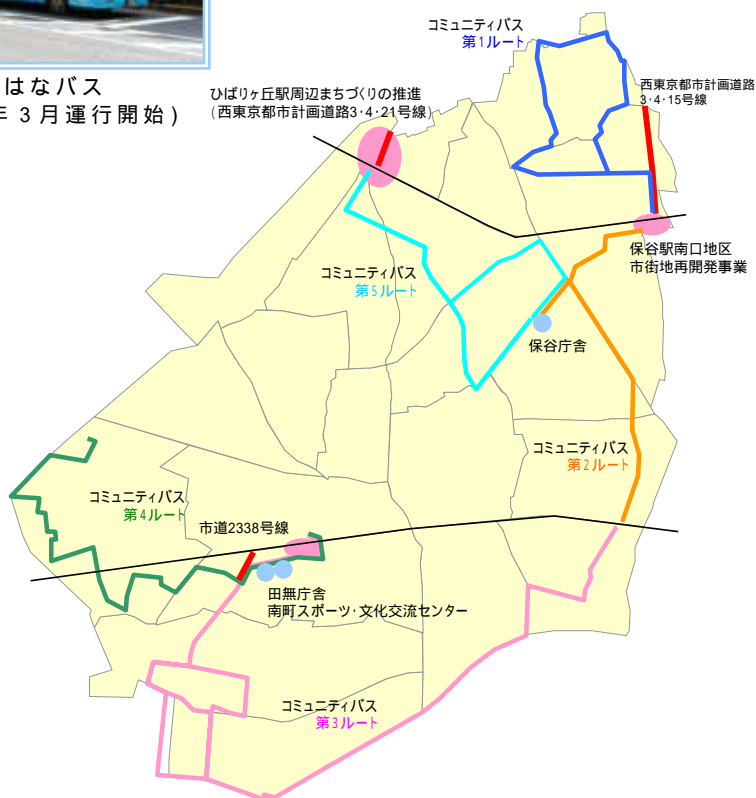 はなバス
年3月運行開始)
コミュニティバス
第1ルート
ひばりヶ丘駅周辺まちづくりの推進
(西東京都市計画道路3・4・21号線)
西東京都市計画道路
3・4・15号線
保谷駅南口地区
市街地再開発事業
コミュニティバス
第5ルート
保谷庁舎
コミュニティバス
第2ルート
コミュニティバス
第4ルート
市道2338号線
田無庁舎
南町スポーツ・文化交流センター
コミュニティバス
第3ルート